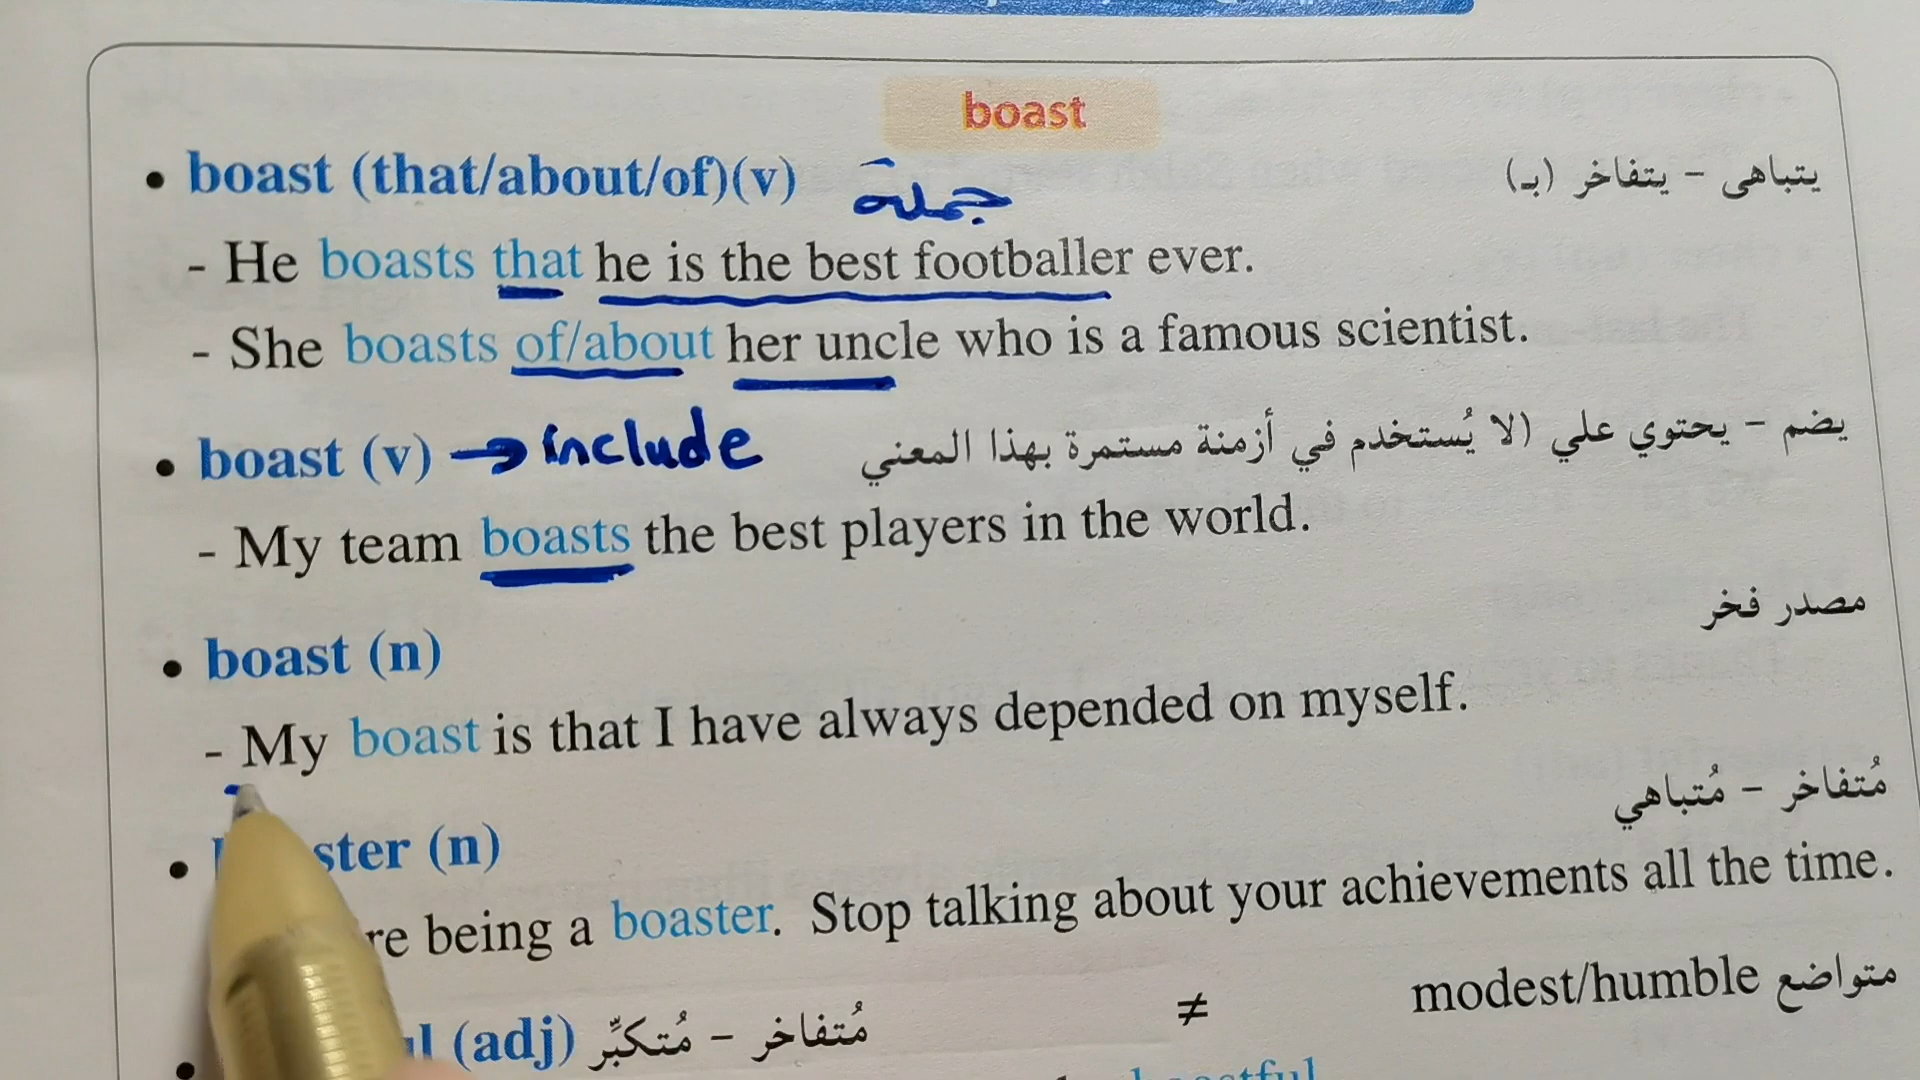 boast
• boast (that/about/of)(v) جملة يتباهى – يتفاخر (بـ)
- He boasts that he is the best footballer ever.
- She boasts of/about her uncle who is a famous scientist.
• boast (v) → include يضم – يحتوي علي (لا يُستخدم في أزمنة مستمرة بهذا المعني
- My team boasts the best players in the world.
• boast (n) مصدر فخر
- My boast is that I have always depended on myself.
• ster (n) مُتفاخر – مُتباهي
re being a boaster. Stop talking about your achievements all the time.
• (adj) مُتفاخر – مُتكبِّر ≠ modest/humble متواضع